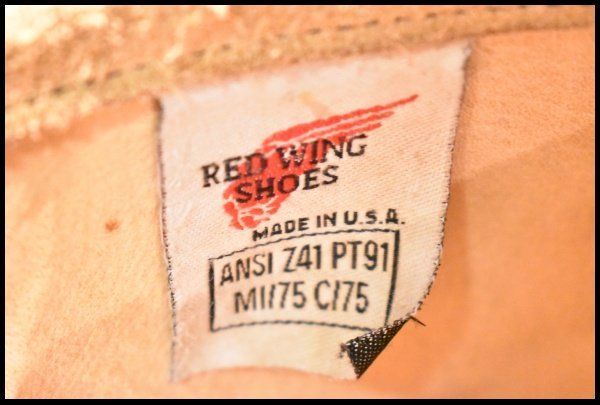 RED WING
SHOES
MADE IN U.S.A.
ANSI Z41 PT91
MI/75 C/75